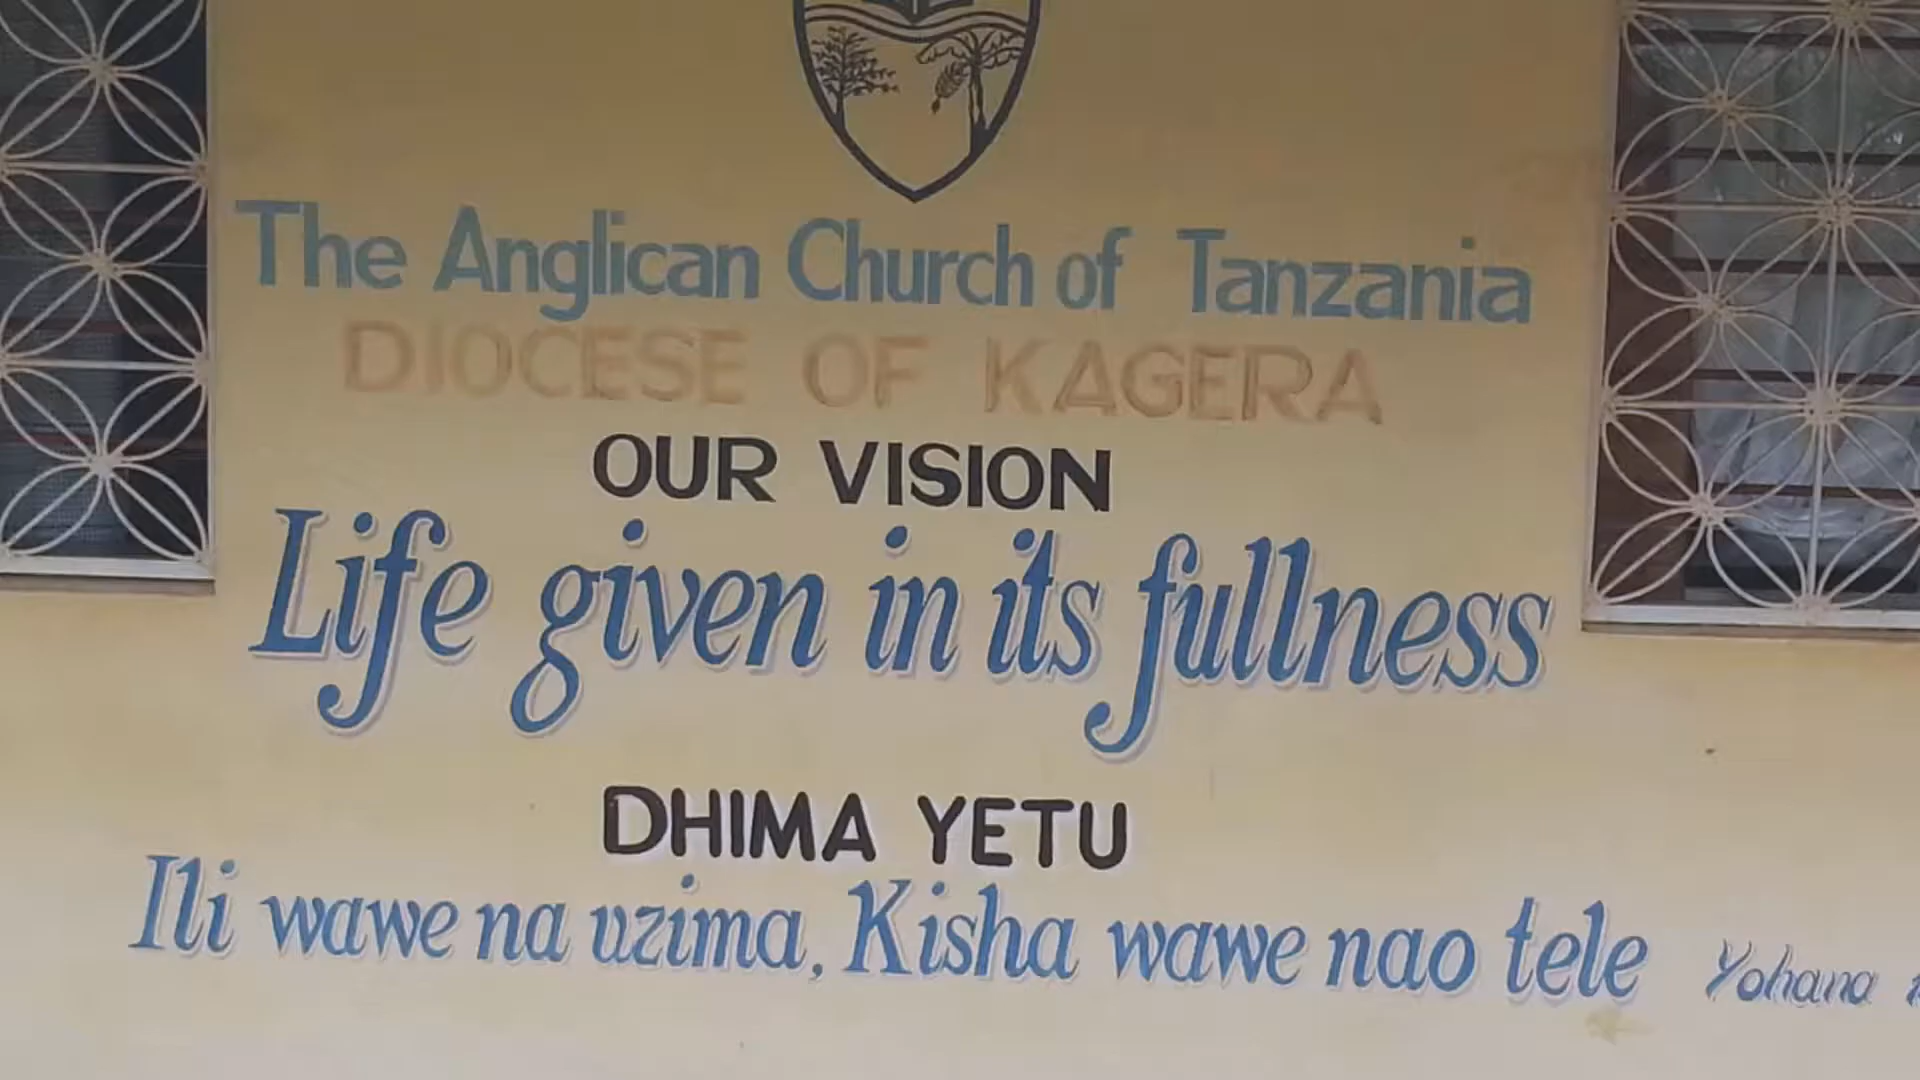 The Anglican Church of Tanzania
DIOCESE OF KAGERA
OUR VISION
Life given in its fullness
DHIMA YETU
Ili wawe na uzima, Kisha wawe nao tele Yohana